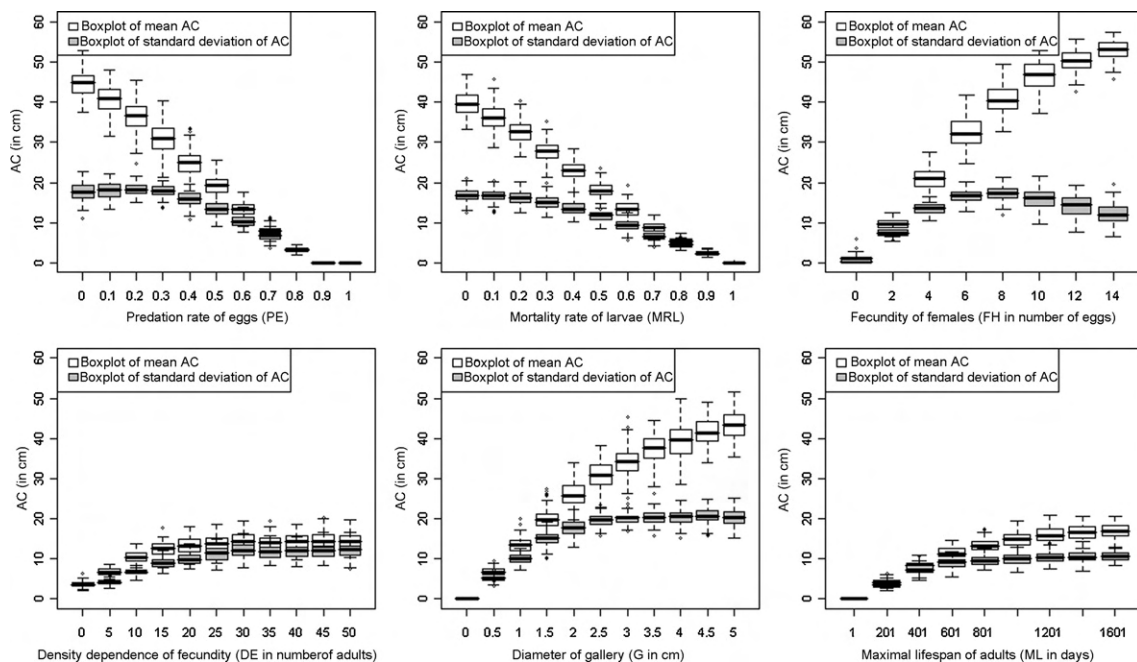 Boxplot of mean AC
Boxplot of standard deviation of AC
AC (in cm)
60
50
40
30
20
10
0
0 0.1 0.2 0.3 0.4 0.5 0.6 0.7 0.8 0.9 1
Predation rate of eggs (PE)
Boxplot of mean AC
Boxplot of standard deviation of AC
AC (in cm)
60
50
40
30
20
10
0
0 0.1 0.2 0.3 0.4 0.5 0.6 0.7 0.8 0.9 1
Mortality rate of larvae (MRL)
Boxplot of mean AC
Boxplot of standard deviation of AC
AC (in cm)
60
50
40
30
20
10
0
0 2 4 6 8 10 12 14
Fecundity of females (FH in number of eggs)
Boxplot of mean AC
Boxplot of standard deviation of AC
AC (in cm)
60
50
40
30
20
10
0
0 5 10 15 20 25 30 35 40 45 50
Density dependence of fecundity (DE in numberof adults)
Boxplot of mean AC
Boxplot of standard deviation of AC
AC (in cm)
60
50
40
30
20
10
0
0 0.5 1 1.5 2 2.5 3 3.5 4 4.5 5
Diameter of gallery (G in cm)
Boxplot of mean AC
Boxplot of standard deviation of AC
AC (in cm)
60
50
40
30
20
10
0
1 201 401 601 801 1201 1601
Maximal lifespan of adults (ML in days)